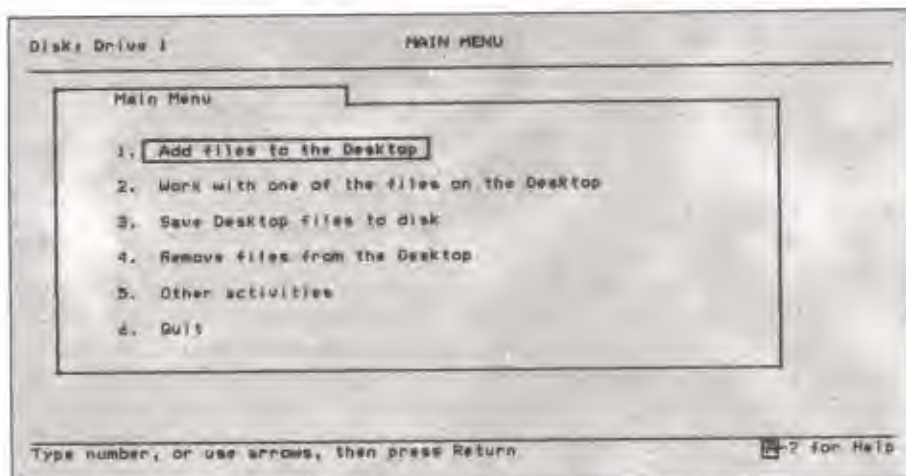 Disk: Drive 1 MAIN MENU
Main Menu
1. Add files to the Desktop
2. Work with one of the files on the Desktop
3. Save Desktop files to disk
4. Remove files from the Desktop
5. Other activities
6. Quit
Type number, or use arrows, then press Return -? for Help